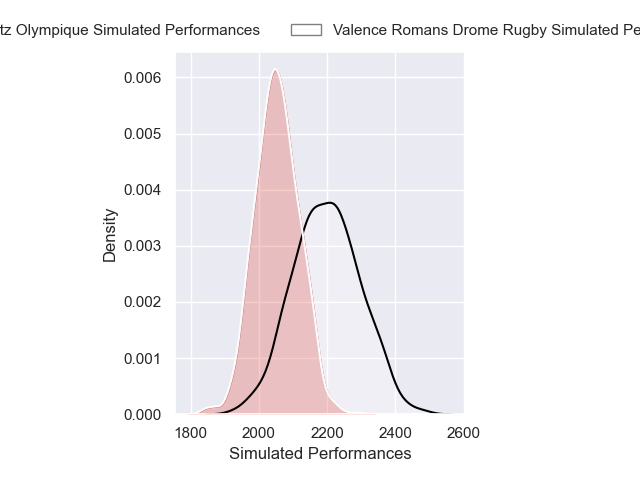 tz Olympique Simulated Performances
Valence Romans Drome Rugby Simulated Pe
0.006
0.005
0.004
0.003
0.002
0.001
0.000
Density
1800 2000 2200 2400 2600
Simulated Performances